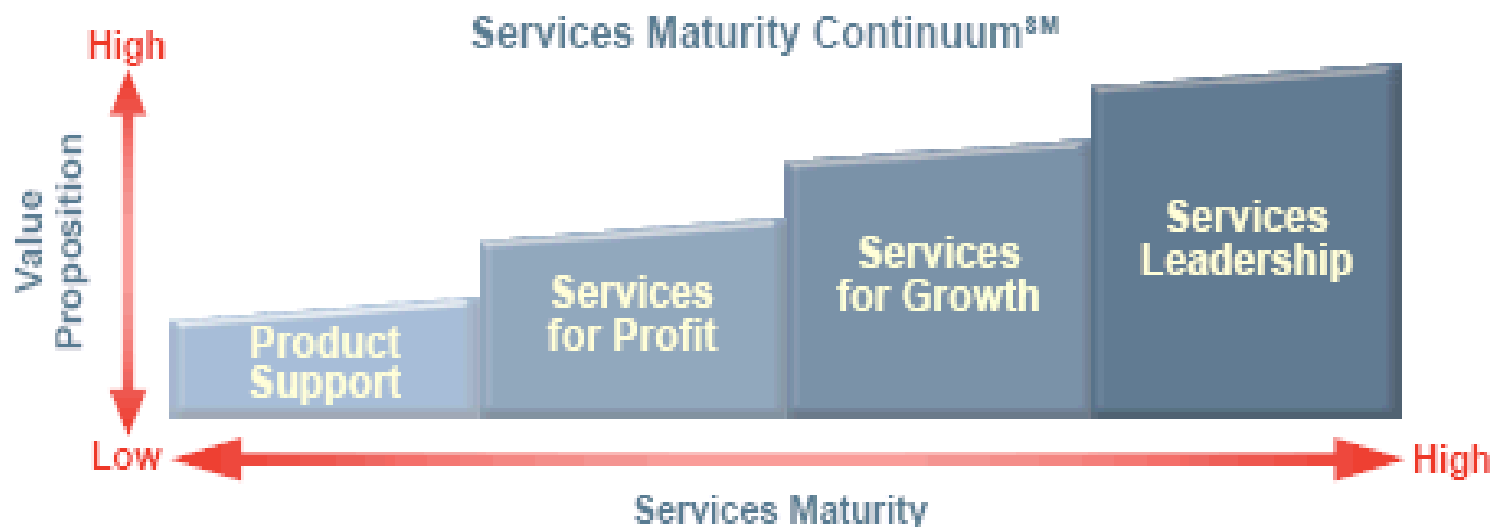 Services Maturity Continuum℠
High
Value
Proposition
Low
Product
Support
Services
for Profit
Services
for Growth
Services
Leadership
High
Services Maturity